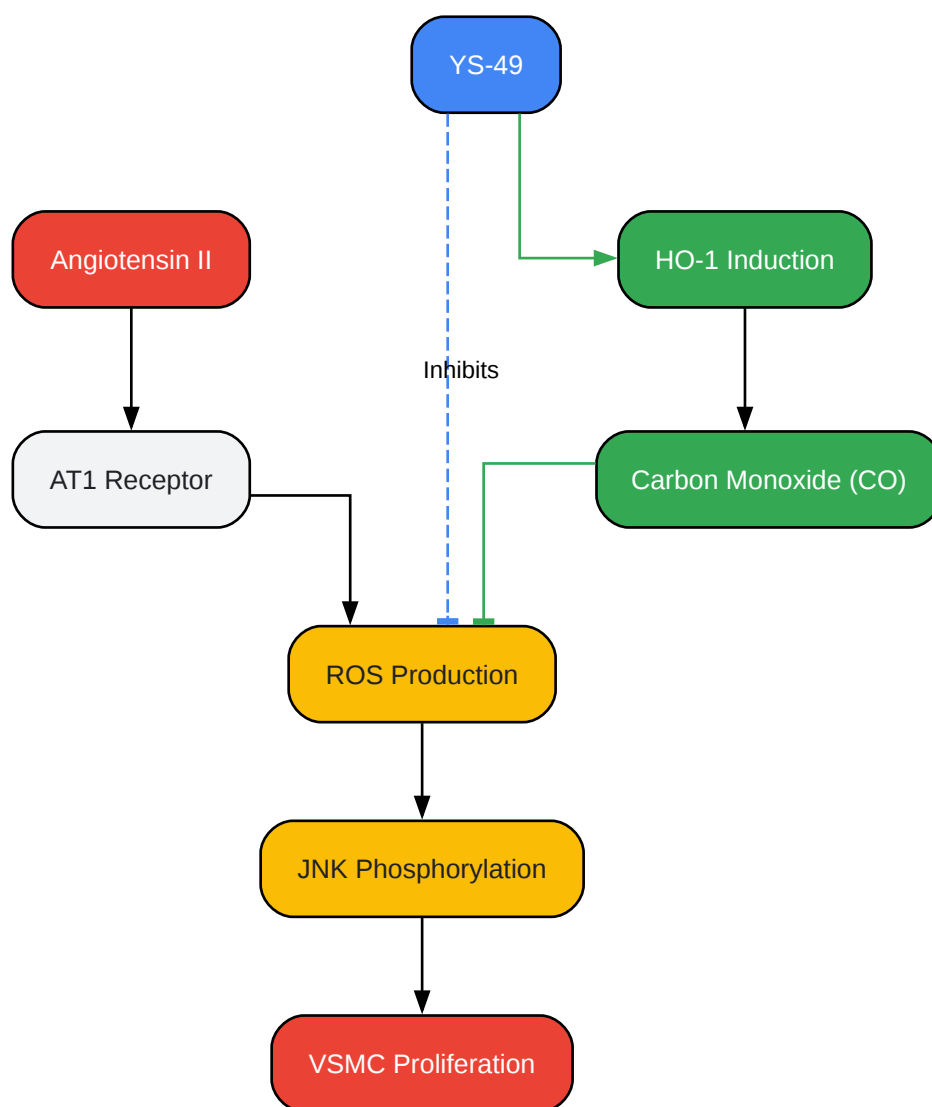 YS-49
Angiotensin II
HO-1 Induction
Inhibits
AT1 Receptor
Carbon Monoxide (CO)
ROS Production
JNK Phosphorylation
VSMC Proliferation